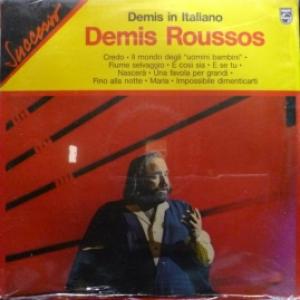 Successo
Demis in Italiano
Demis Roussos
Credo • Il mondo degli "uomini bambini" •
Fiume selvaggio • E così sia • E se tu •
Nascerà • Una favola per grandi •
Fino alla notte • Maria • Impossibile dimenticarti
PHILIPS